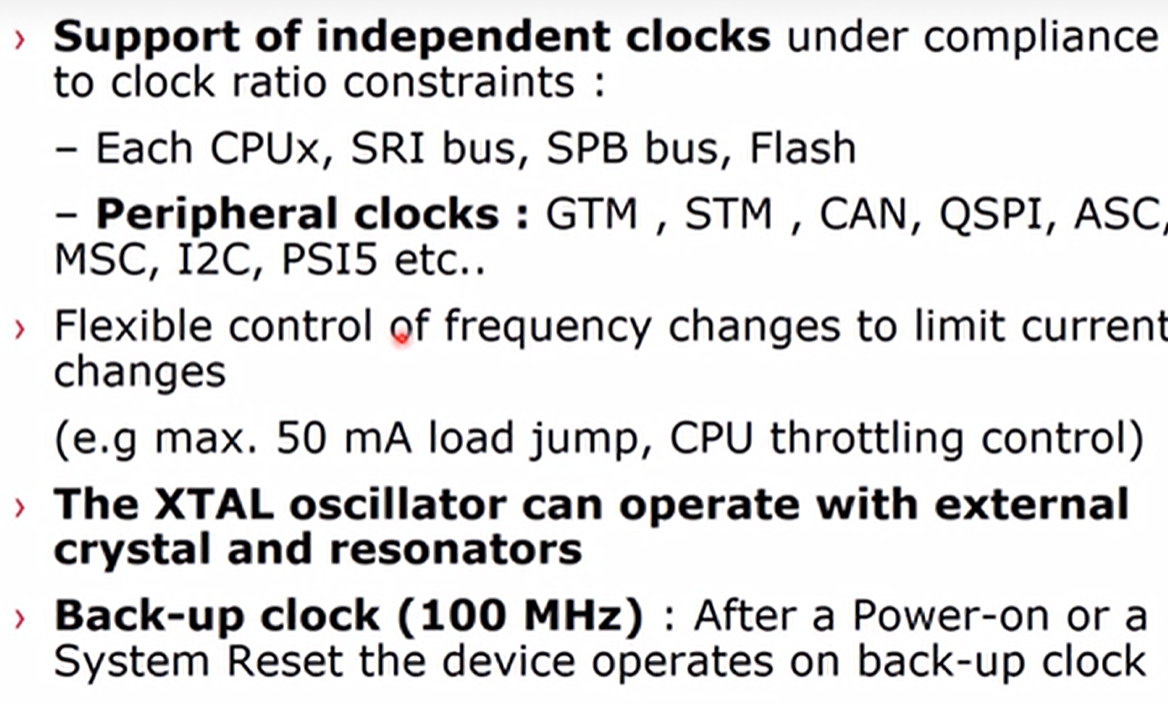 › Support of independent clocks under compliance
to clock ratio constraints :
– Each CPUx, SRI bus, SPB bus, Flash
– Peripheral clocks : GTM , STM , CAN, QSPI, ASC,
MSC, I2C, PSI5 etc..
› Flexible control of frequency changes to limit current
changes
(e.g max. 50 mA load jump, CPU throttling control)
› The XTAL oscillator can operate with external
crystal and resonators
› Back-up clock (100 MHz) : After a Power-on or a
System Reset the device operates on back-up clock